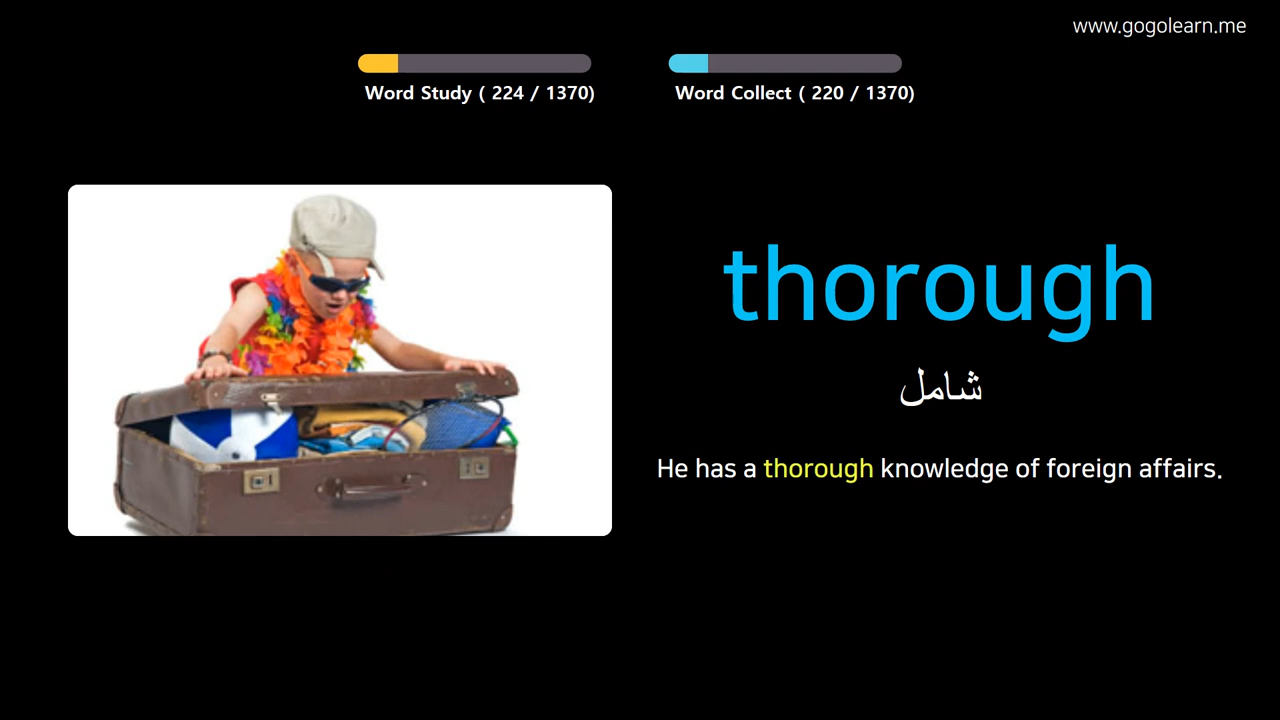 www.gogolearn.me
Word Study ( 224 / 1370)
Word Collect ( 220 / 1370)
thorough
شامل
He has a thorough knowledge of foreign affairs.